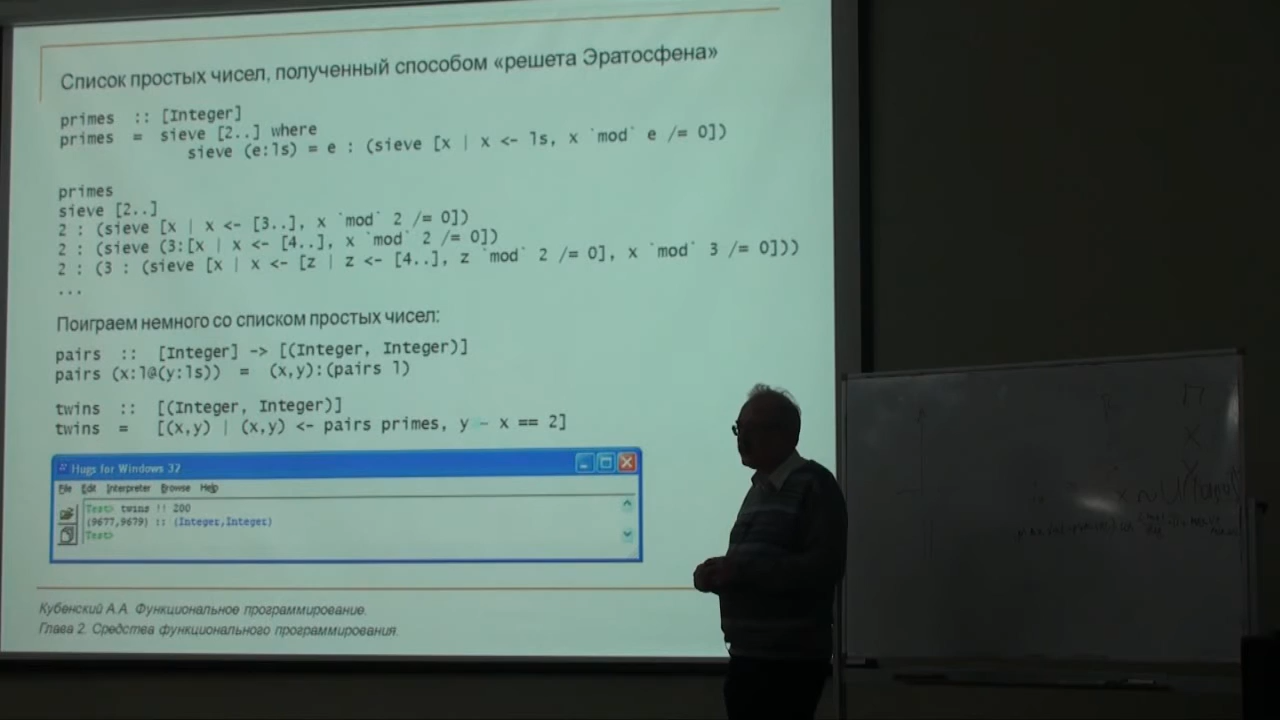 Список простых чисел, полученный способом «решета Эратосфена»
primes :: [Integer]
primes = sieve [2..] where
sieve (e:ls) = e : (sieve [x | x <- ls, x `mod` e /= 0])
primes
sieve [2..]
2 : (sieve [x | x <- [3..], x `mod` 2 /= 0])
2 : (sieve (3:[x | x <- [4..], x `mod` 2 /= 0])
2 : (3 : (sieve [x | x <- [z | z <- [4..], z `mod` 2 /= 0], x `mod` 3 /= 0]))
...
Поиграем немного со списком простых чисел:
pairs :: [Integer] -> [(Integer, Integer)]
pairs (x:l@(y:ls)) = (x,y):(pairs l)
twins :: [(Integer, Integer)]
twins = [(x,y) | (x,y) <- pairs primes, y - x == 2]
Hugs for Windows 32
File Edit Interpreter Browse Help
Test> twins !! 200
(9677,9679) :: (Integer,Integer)
Test>
Кубенский А.А. Функциональное программирование.
Глава 2. Средства функционального программирования.